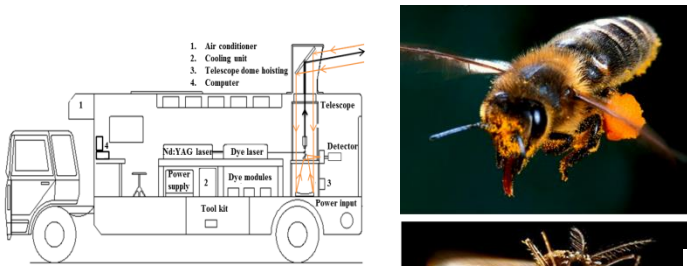 1. Air conditioner
2. Cooling unit
3. Telescope dome hoisting
4. Computer
1
Telescope
4
Nd:YAG laser
Dye laser
Detector
Power
supply
2
Dye modules
3
Tool kit
Power input